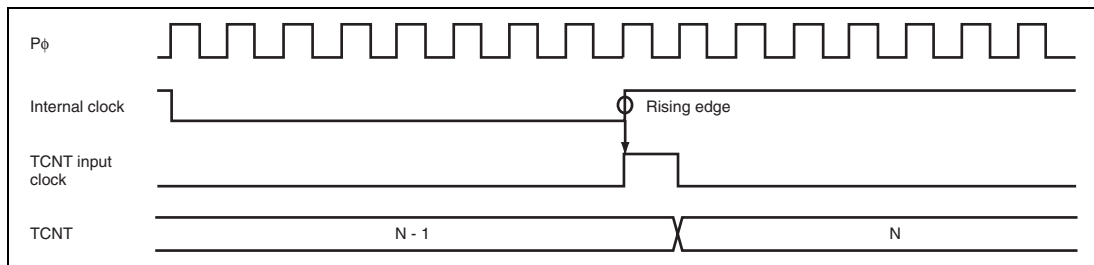 Pϕ
Internal clock
Rising edge
TCNT input
clock
TCNT
N - 1
N